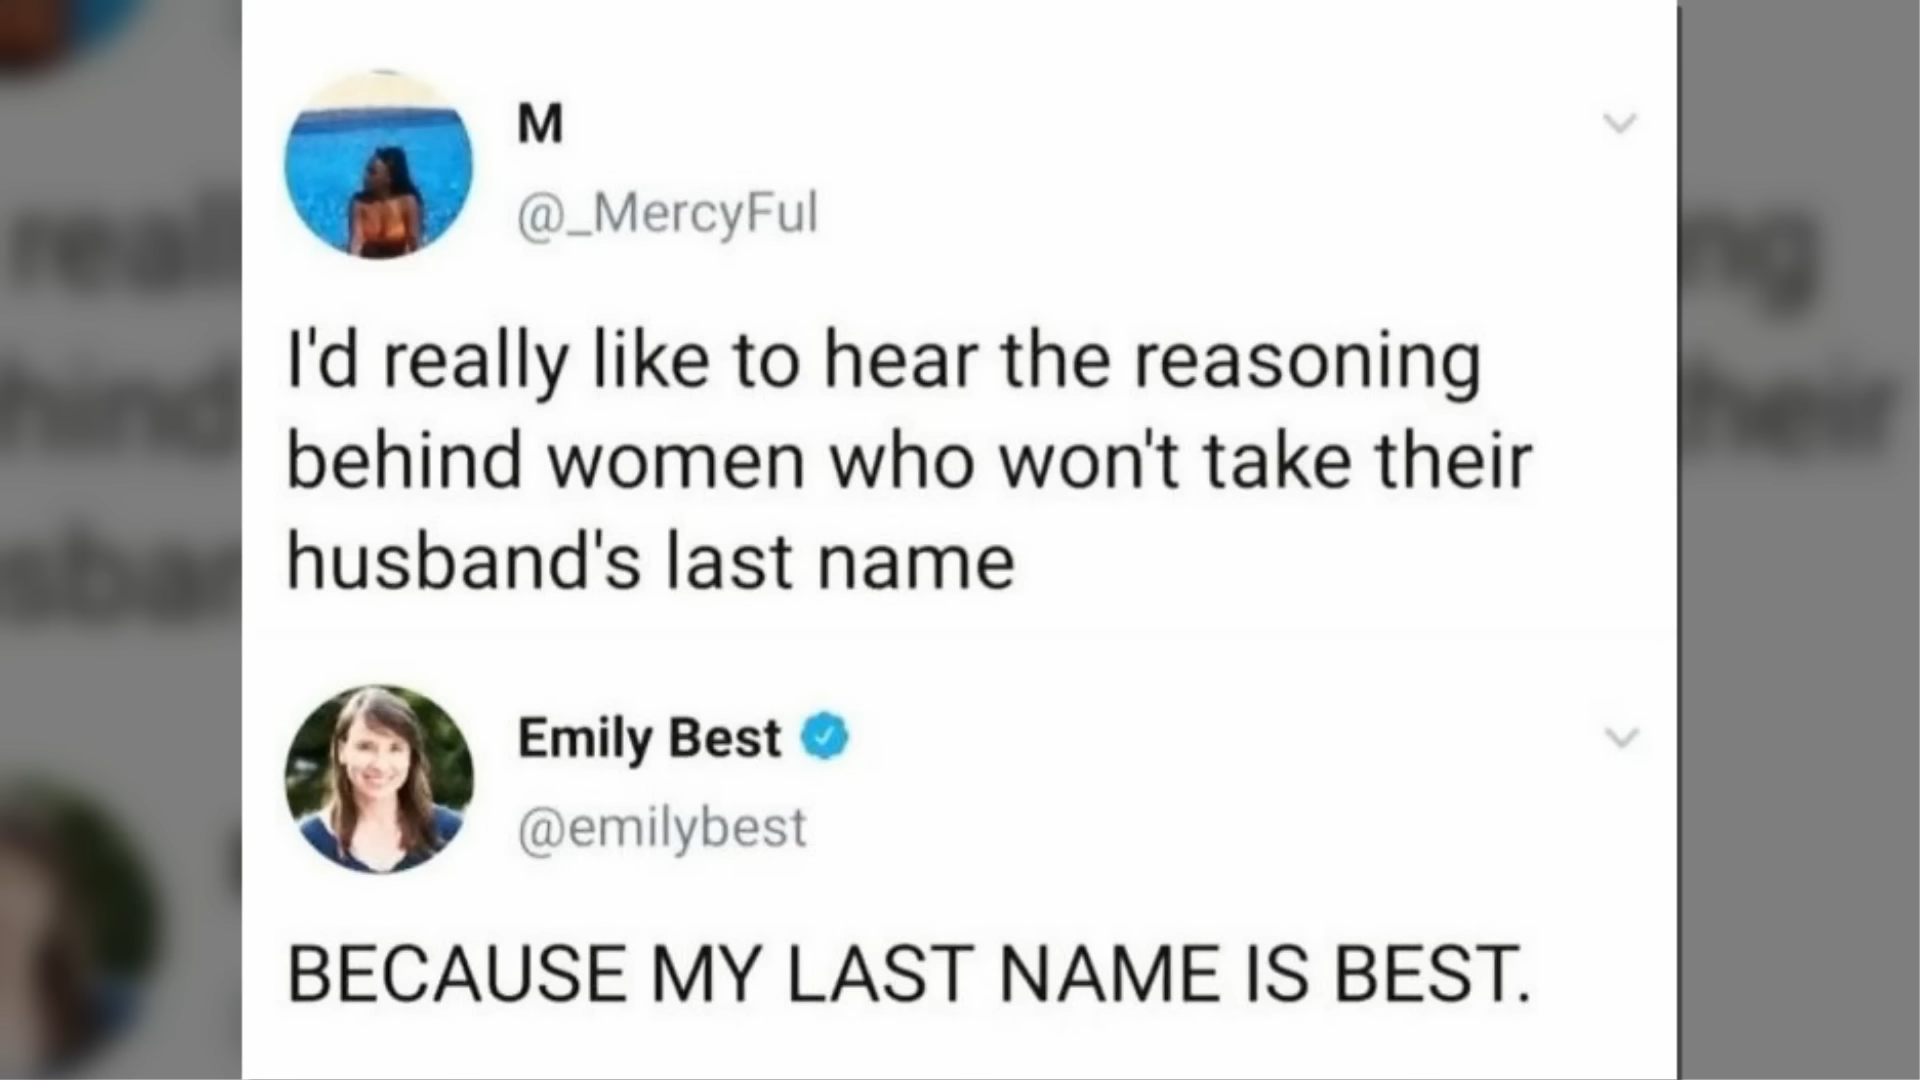 M
@_MercyFul
I'd really like to hear the reasoning
behind women who won't take their
husband's last name
Emily Best
@emilybest
BECAUSE MY LAST NAME IS BEST.